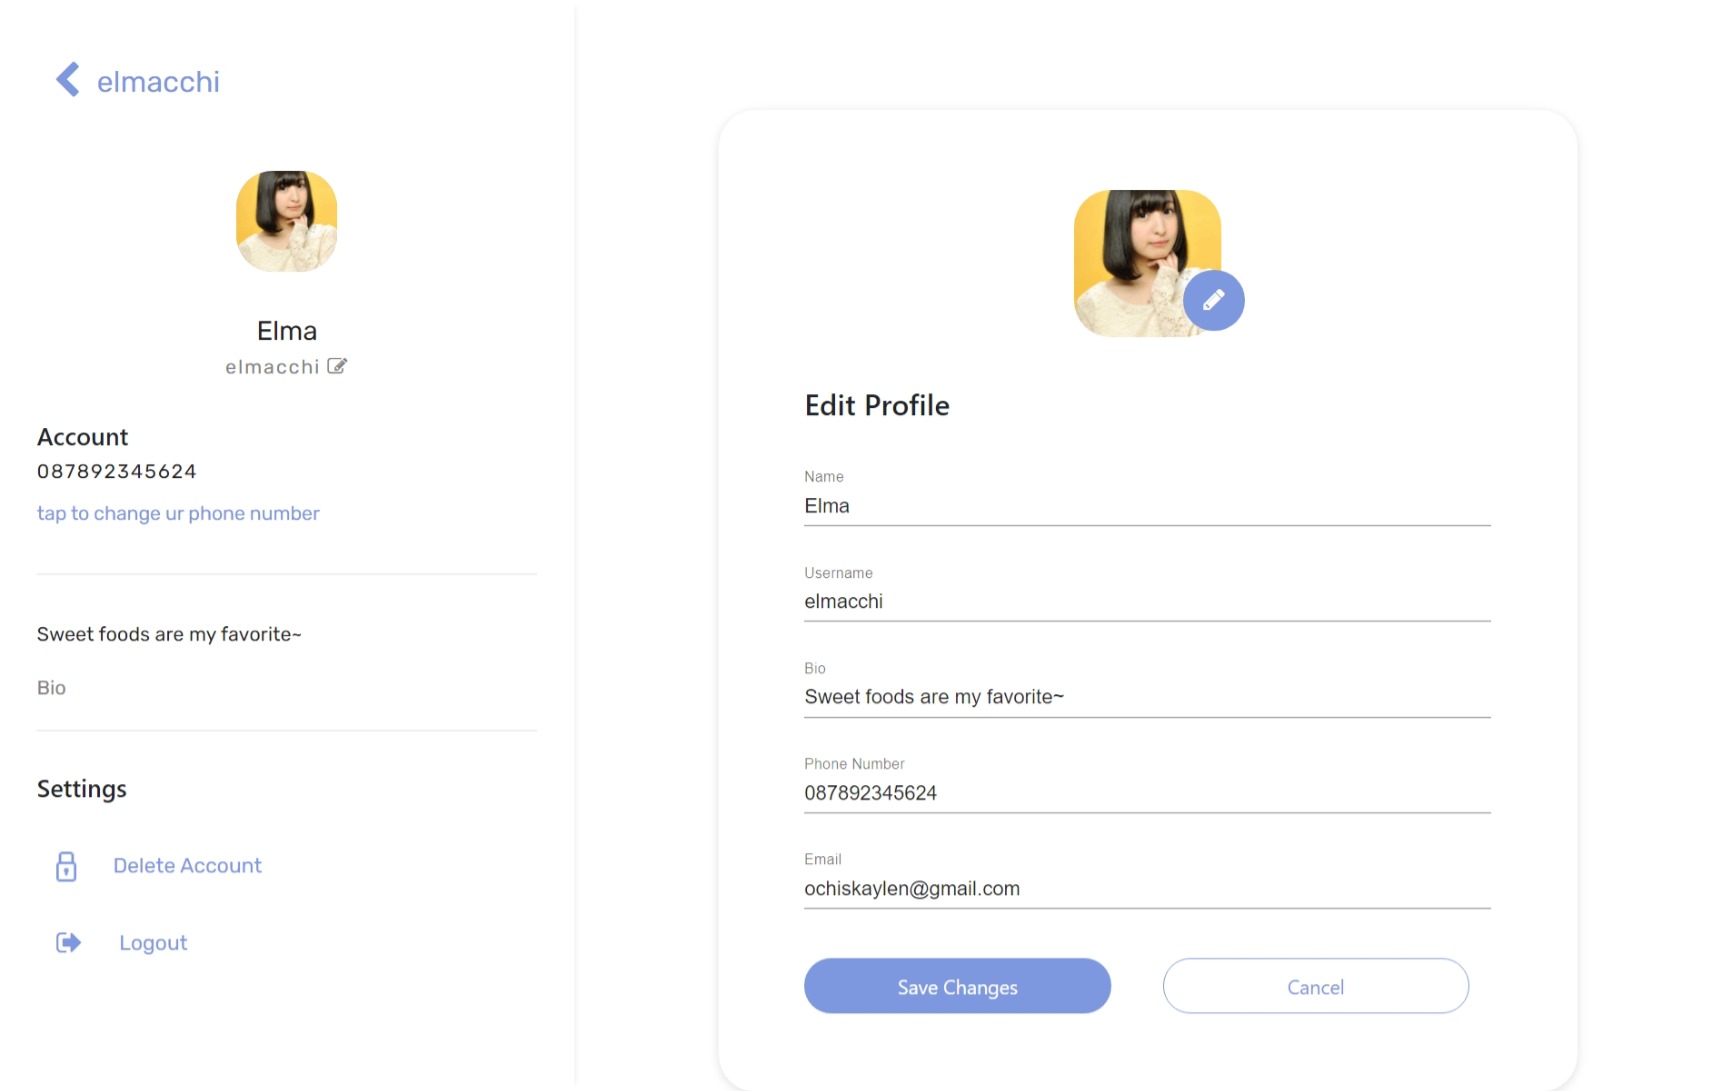 elmacchi
Elma
elmacchi
Account
087892345624
tap to change ur phone number
Sweet foods are my favorite~
Bio
Settings
Delete Account
Logout
Edit Profile
Name
Elma
Username
elmacchi
Bio
Sweet foods are my favorite~
Phone Number
087892345624
Email
ochiskaylen@gmail.com
Save Changes
Cancel